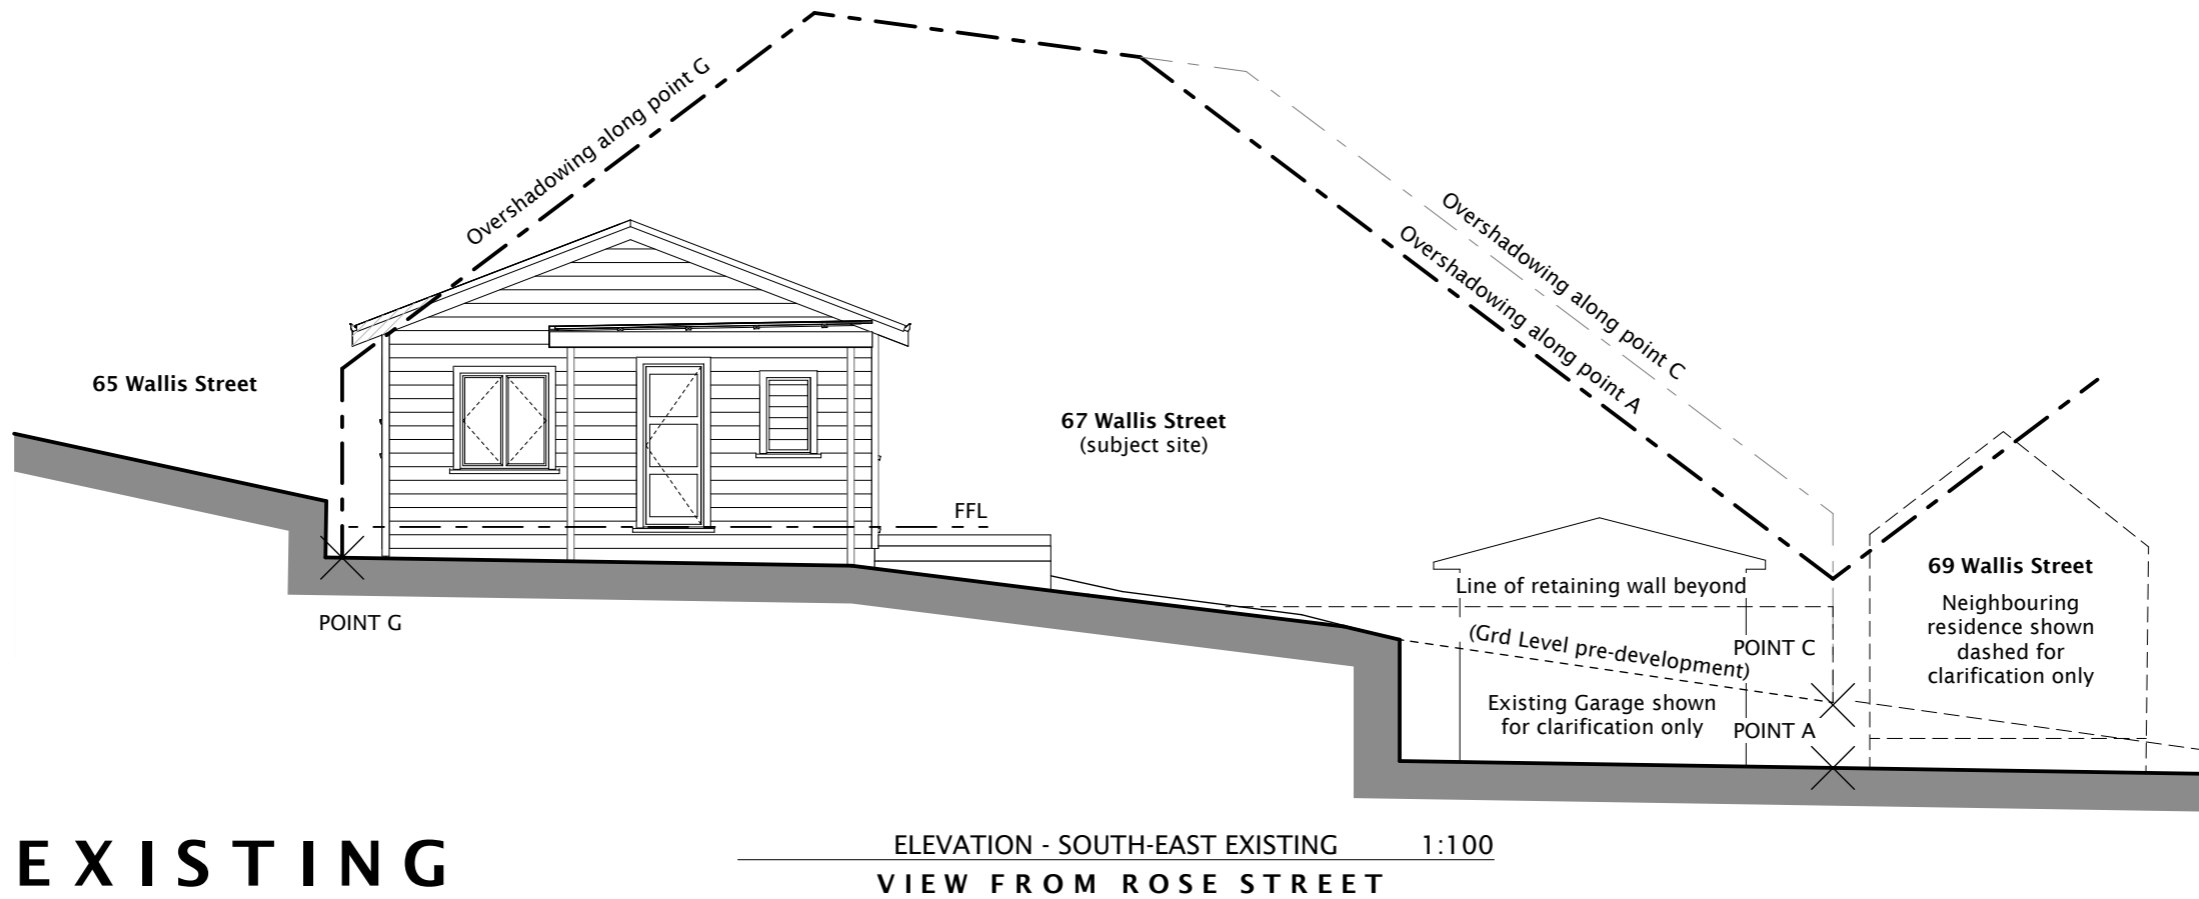 Overshadowing along point G
Overshadowing along point C
Overshadowing along point A
65 Wallis Street
67 Wallis Street
(subject site)
FFL
69 Wallis Street
Neighbouring
residence shown
dashed for
clarification only
Line of retaining wall beyond
(Grd Level pre-development)
POINT C
Existing Garage shown
for clarification only
POINT A
POINT G
EXISTING
ELEVATION - SOUTH-EAST EXISTING 1:100
VIEW FROM ROSE STREET